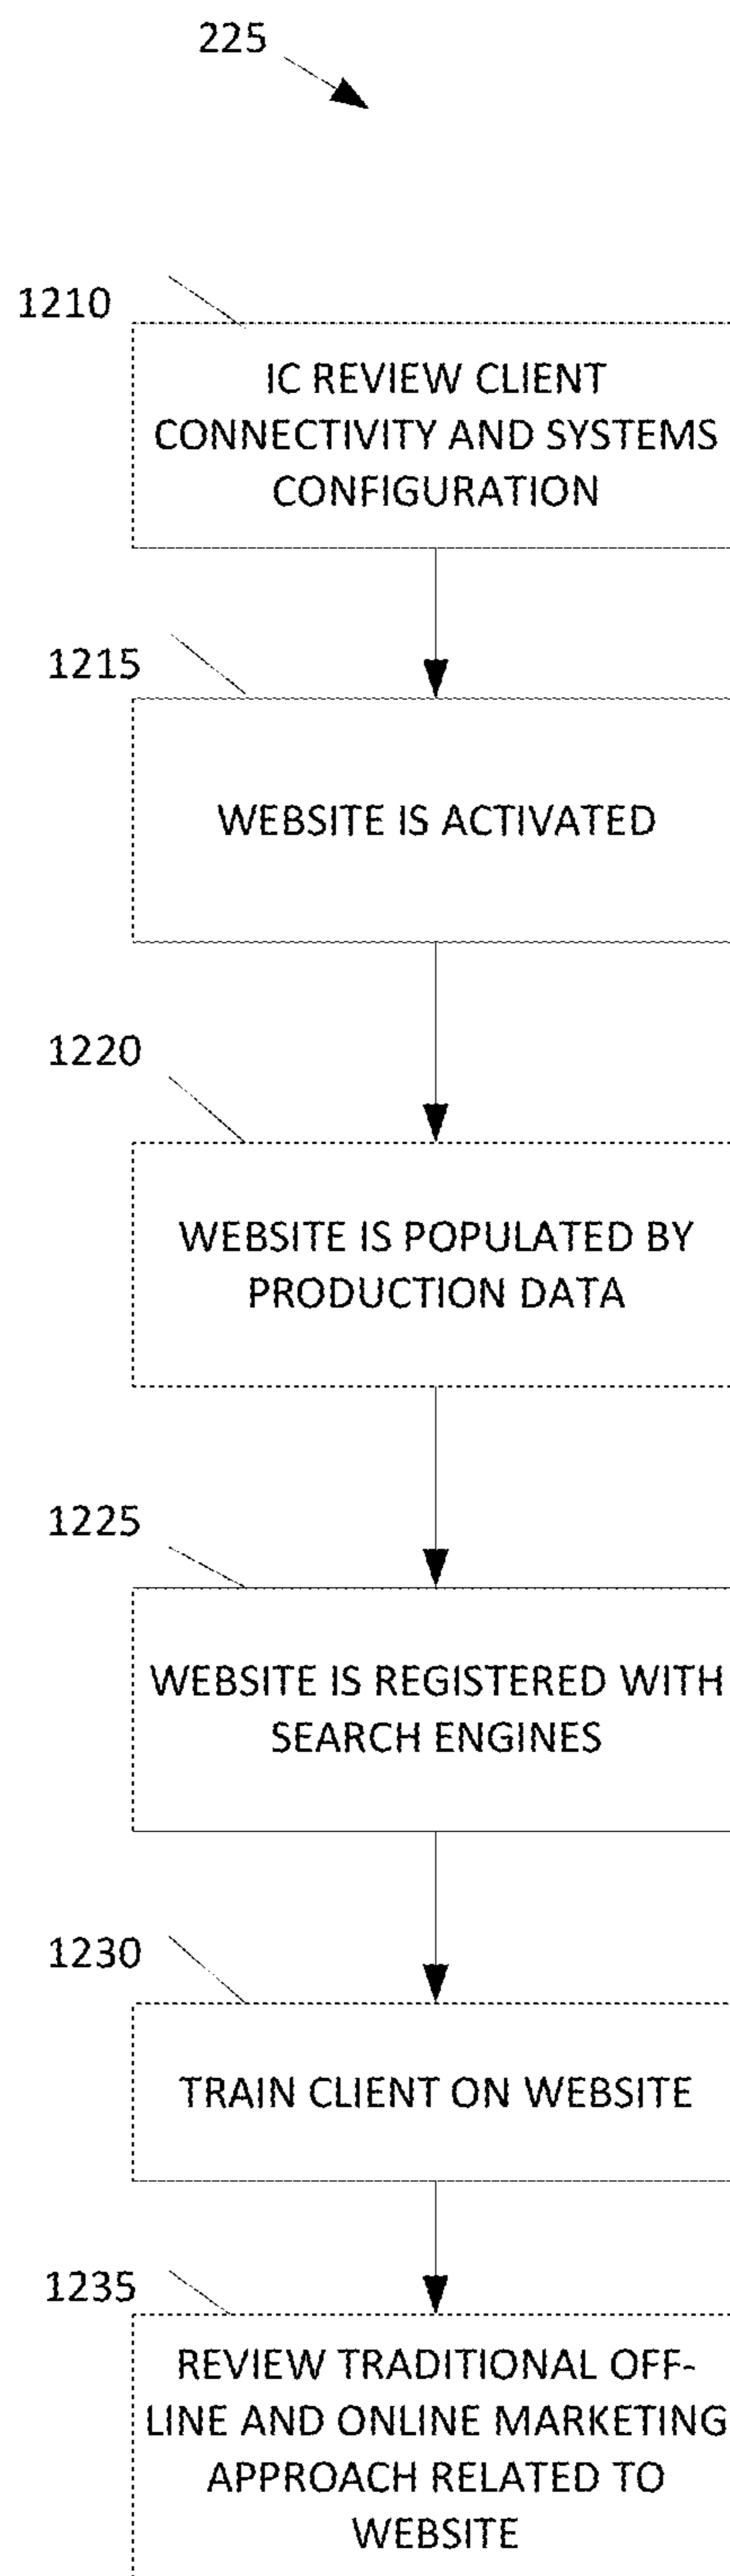 225
1210
IC REVIEW CLIENT
CONNECTIVITY AND SYSTEMS
CONFIGURATION
1215
WEBSITE IS ACTIVATED
1220
WEBSITE IS POPULATED BY
PRODUCTION DATA
1225
WEBSITE IS REGISTERED WITH
SEARCH ENGINES
1230
TRAIN CLIENT ON WEBSITE
1235
REVIEW TRADITIONAL OFF-
LINE AND ONLINE MARKETING
APPROACH RELATED TO
WEBSITE